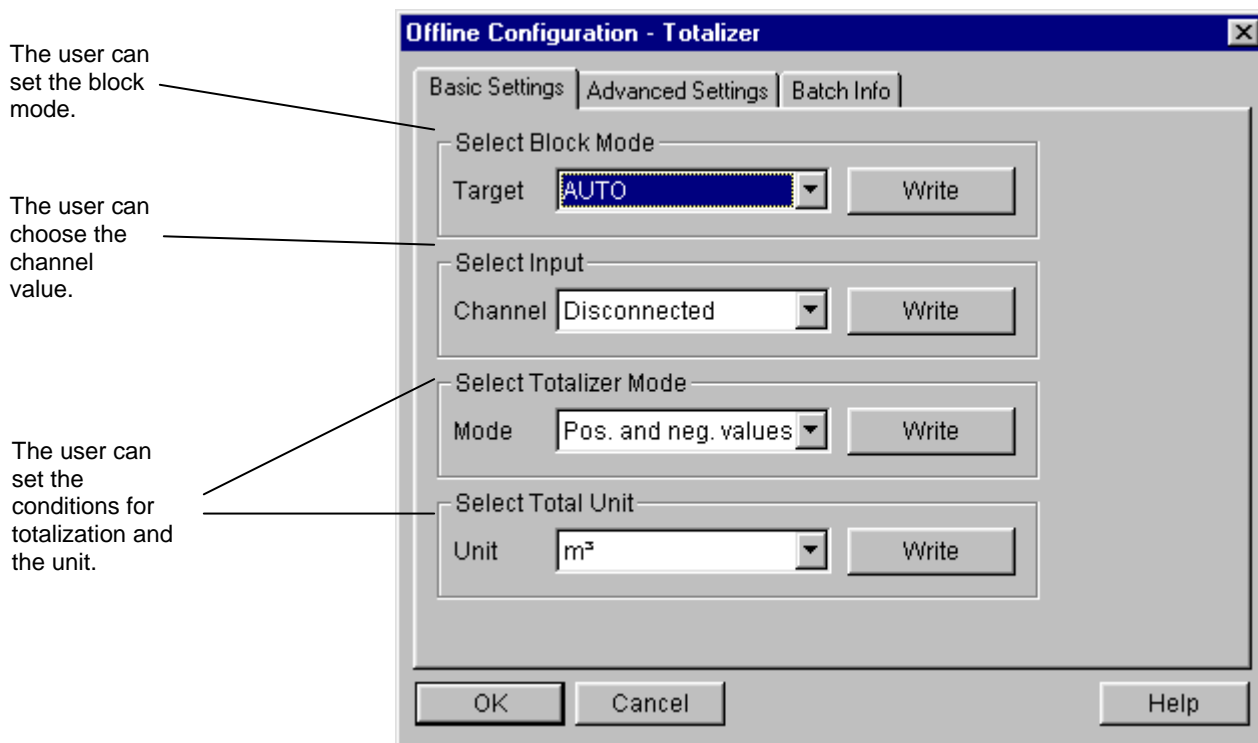 The user can
set the block
mode.
The user can
choose the
channel
value.
The user can
set the
conditions for
totalization and
the unit.
Offline Configuration - Totalizer
Basic Settings Advanced Settings Batch Info
Select Block Mode
Target AUTO Write
Select Input
Channel Disconnected Write
Select Totalizer Mode
Mode Pos. and neg. values Write
Select Total Unit
Unit m³ Write
OK Cancel Help